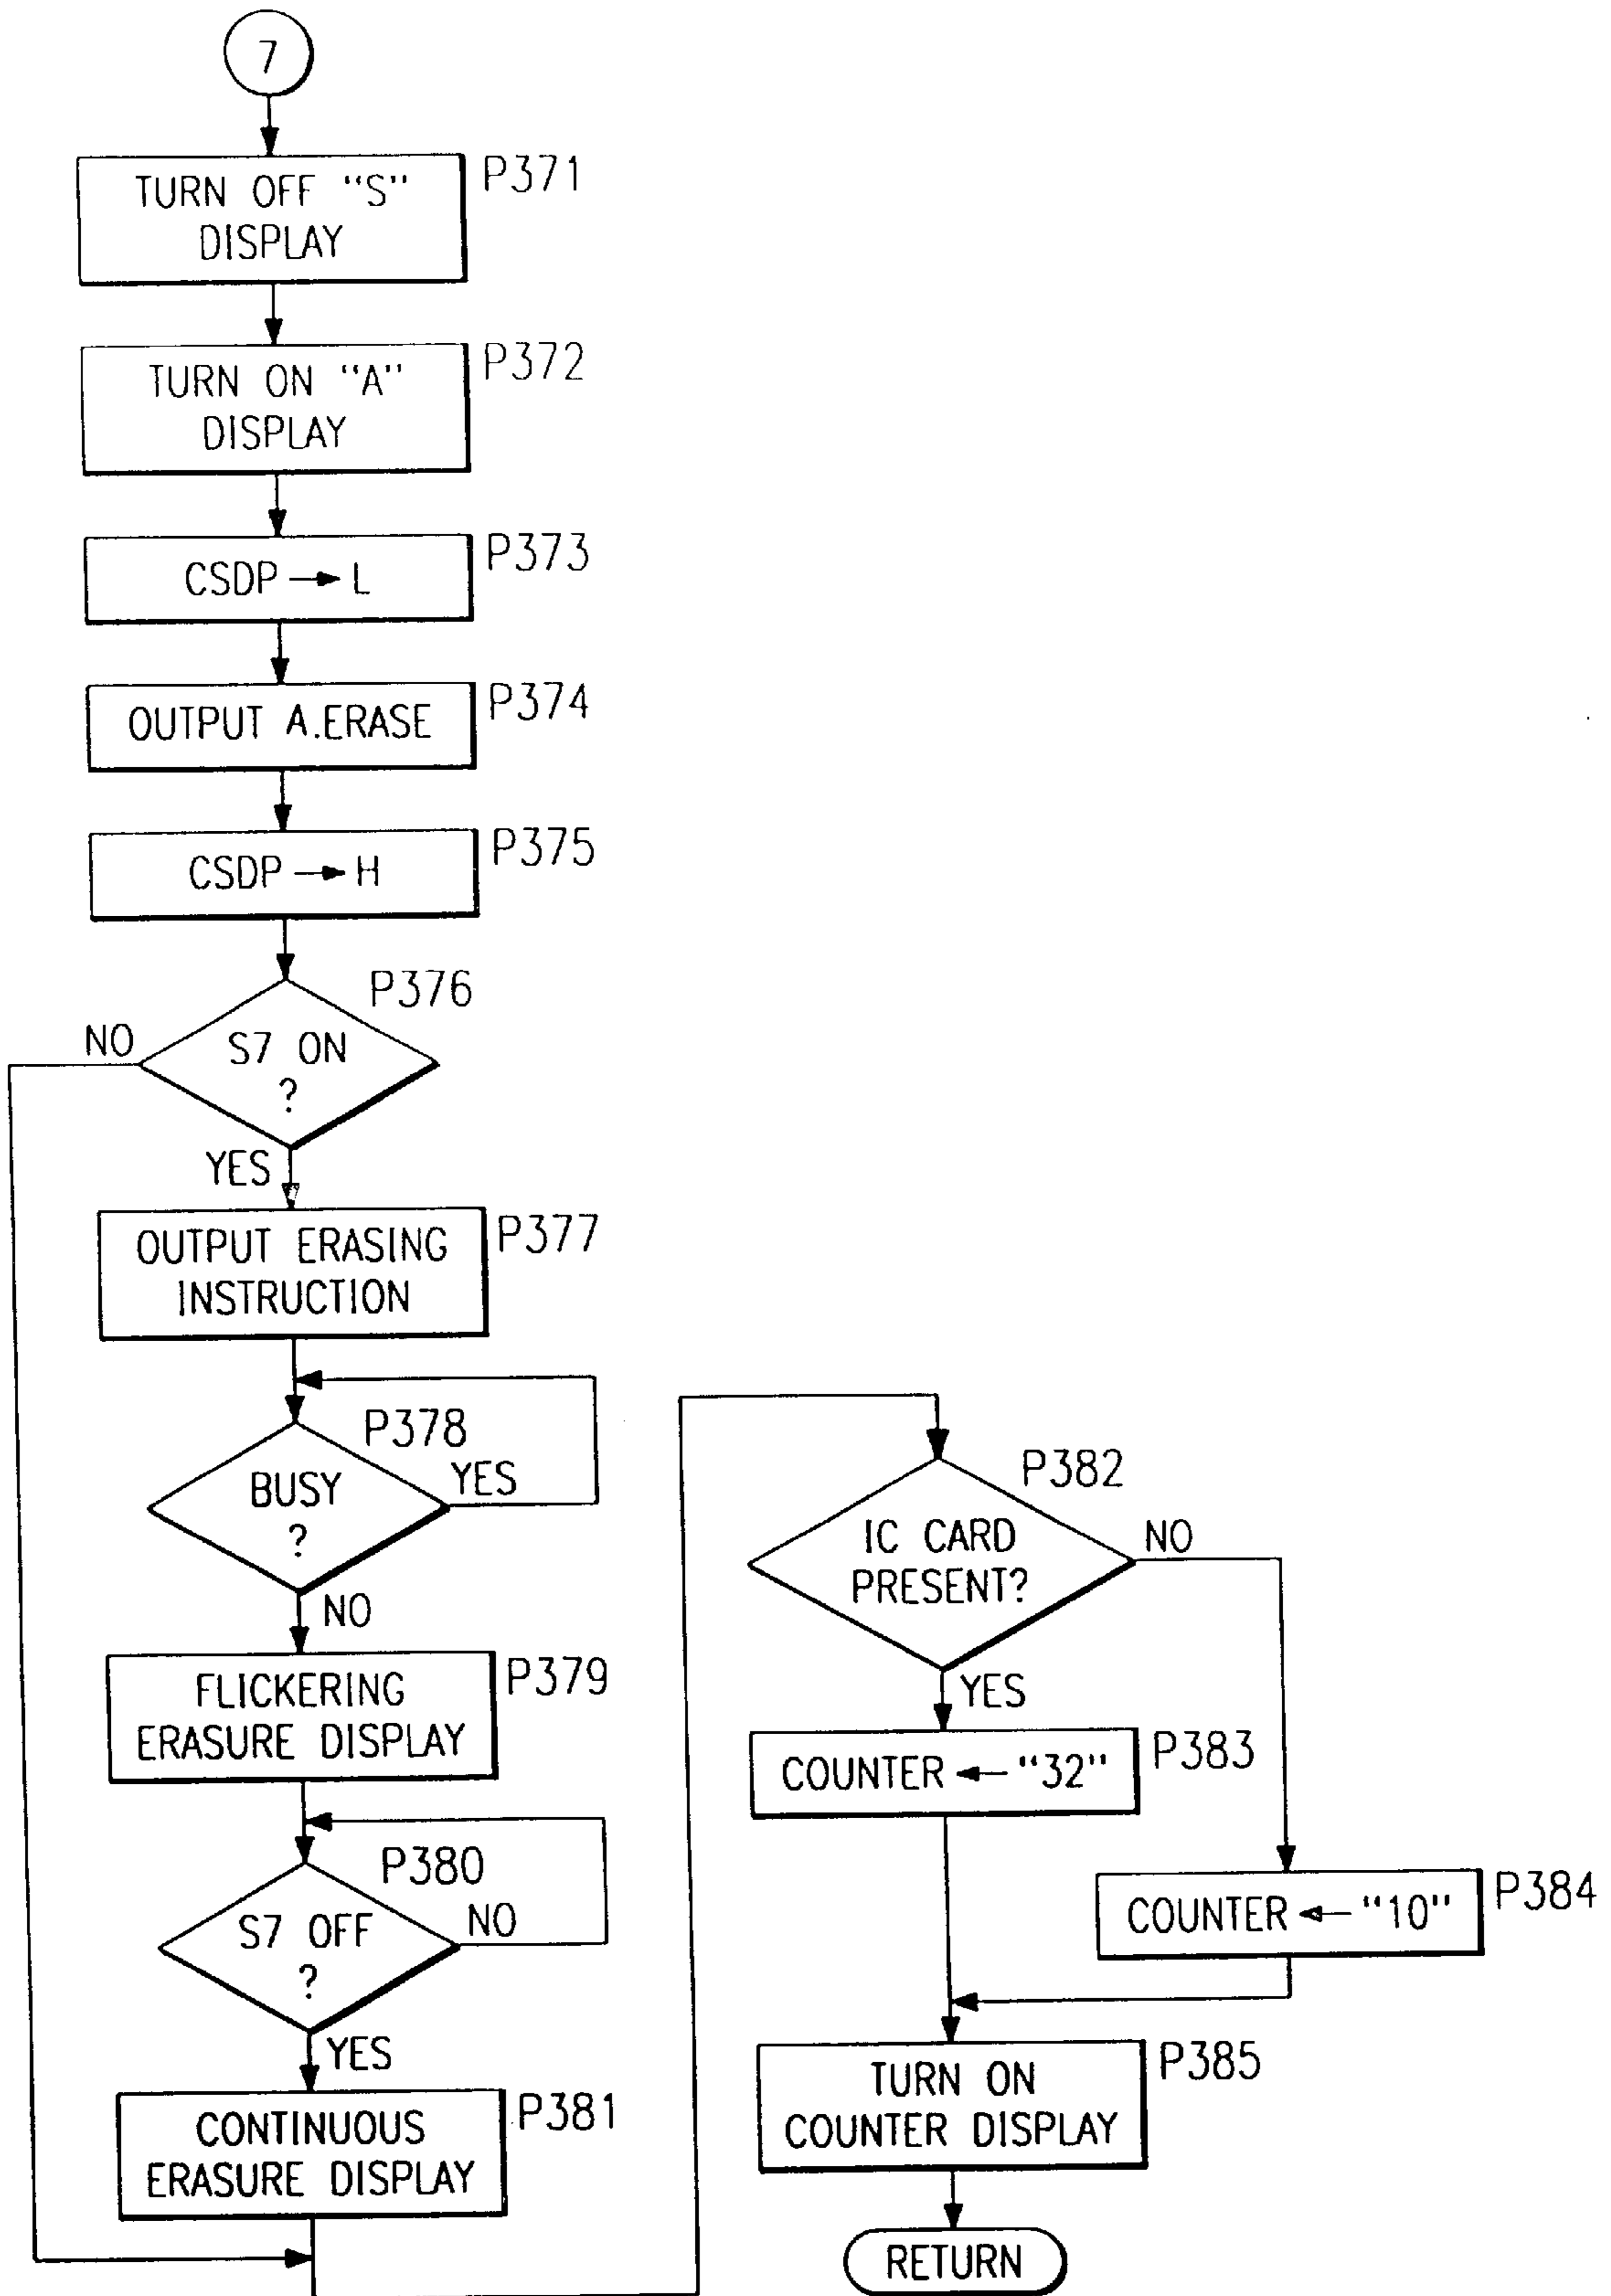 7
TURN OFF "S"
DISPLAY
P371
TURN ON "A"
DISPLAY
P372
CSDP → L
P373
OUTPUT A.ERASE
P374
CSDP → H
P375
P376
S7 ON
?
NO
YES
OUTPUT ERASING
INSTRUCTION
P377
P378
BUSY
?
YES
NO
FLICKERING
ERASURE DISPLAY
P379
P380
S7 OFF
?
NO
YES
CONTINUOUS
ERASURE DISPLAY
P381
P382
IC CARD
PRESENT?
NO
YES
COUNTER ← "32"
P383
COUNTER ← "10"
P384
TURN ON
COUNTER DISPLAY
P385
RETURN